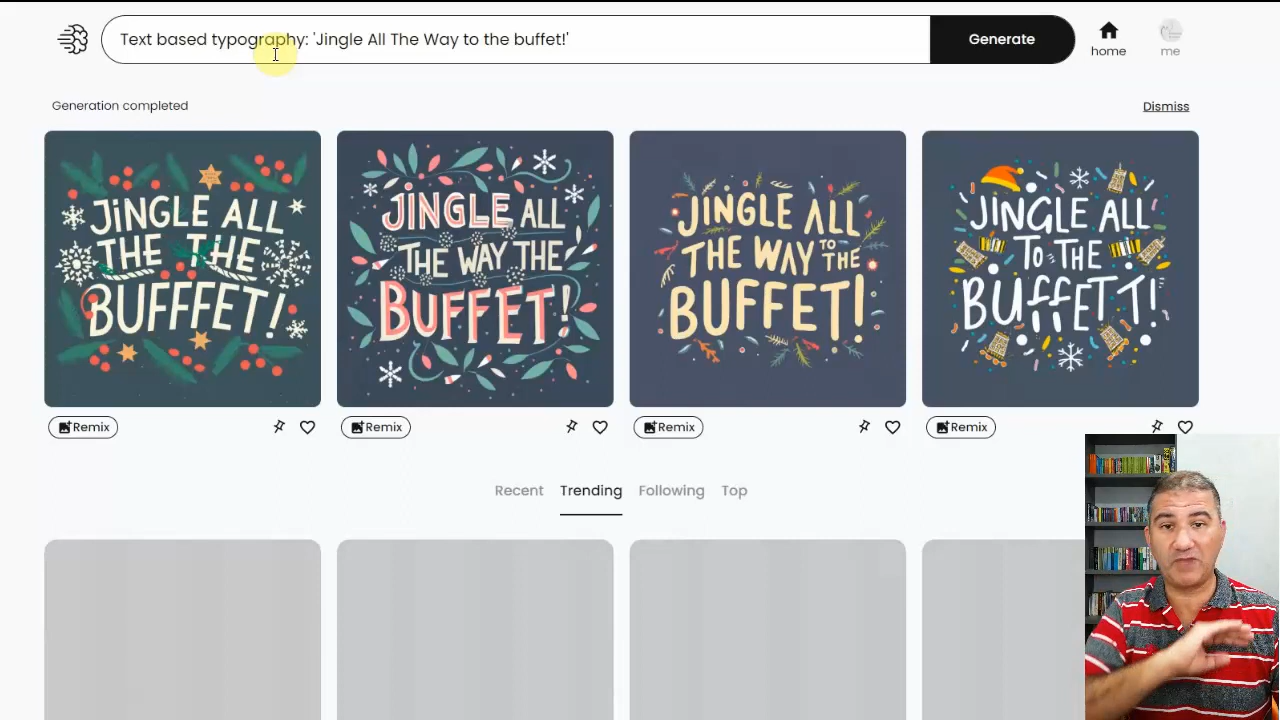 Text based typography: 'Jingle All The Way to the buffet!'
Generate
home
me
Generation completed
Dismiss
JiNGLE ALL
THE THE
BUFFFET!
JINGLE ALL
THE WAY THE
BUFFET!
JINGLE ALL
THE WAY TO THE
BUFFET!
JINGLE ALL
TO THE
BUffET T!
Remix
Remix
Remix
Remix
Recent Trending Following Top